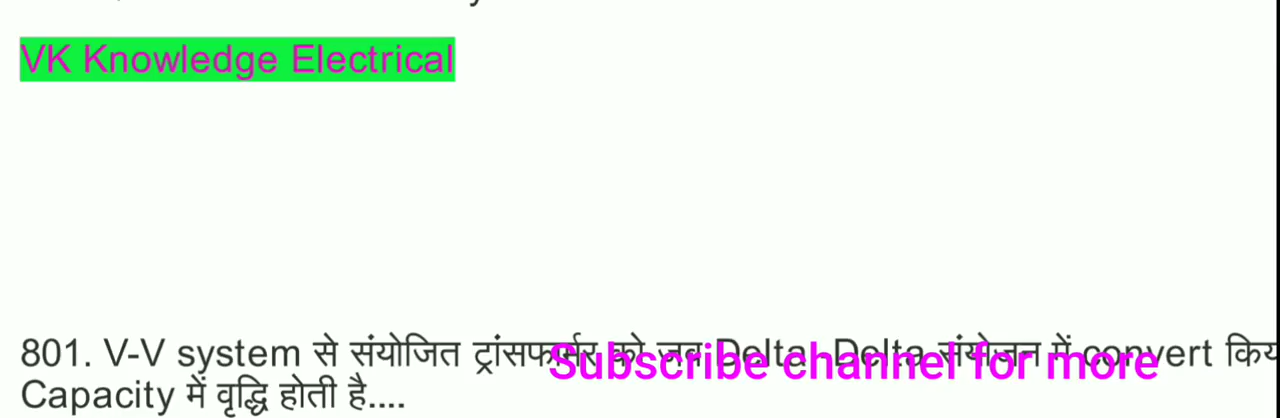 VK Knowledge Electrical
801. V-V system से संयोजित ट्रांसफार्मर को जब Delta-Delta संयोजन में convert किय
Subscribe channel for more
Capacity में वृद्धि होती है....